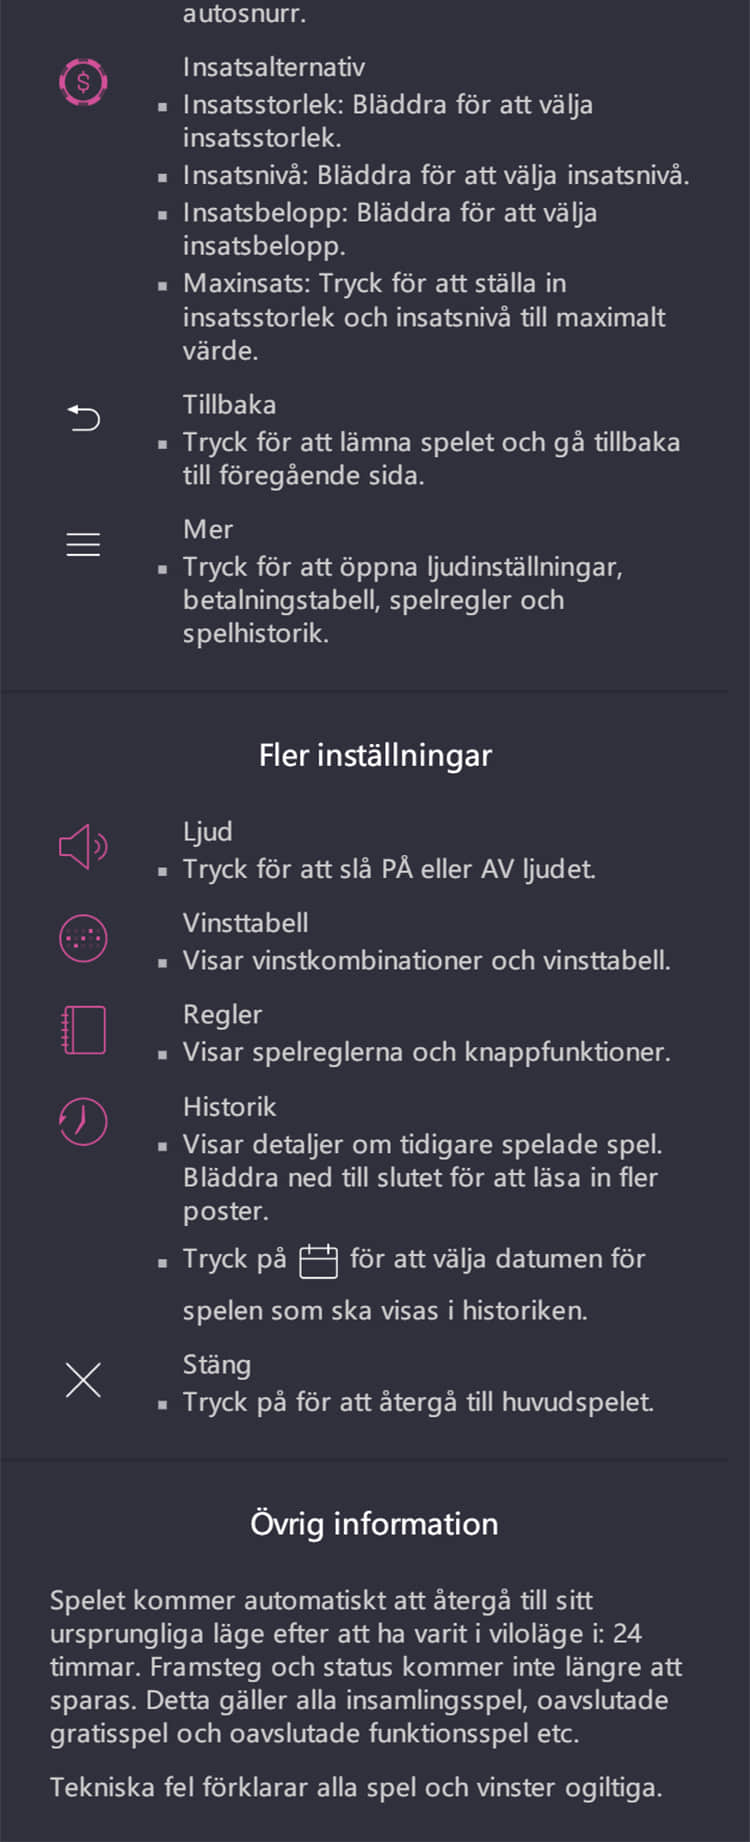 autosnurr.
Insatsalternativ
▪ Insatsstorlek: Bläddra för att välja
insatsstorlek.
▪ Insatsnivå: Bläddra för att välja insatsnivå.
▪ Insatsbelopp: Bläddra för att välja
insatsbelopp.
▪ Maxinsats: Tryck för att ställa in
insatsstorlek och insatsnivå till maximalt
värde.
Tillbaka
▪ Tryck för att lämna spelet och gå tillbaka
till föregående sida.
Mer
▪ Tryck för att öppna ljudinställningar,
betalningstabell, spelregler och
spelhistorik.
Fler inställningar
Ljud
▪ Tryck för att slå PÅ eller AV ljudet.
Vinsttabell
▪ Visar vinstkombinationer och vinsttabell.
Regler
▪ Visar spelreglerna och knappfunktioner.
Historik
▪ Visar detaljer om tidigare spelade spel.
Bläddra ned till slutet för att läsa in fler
poster.
▪ Tryck på för att välja datumen för
spelen som ska visas i historiken.
Stäng
▪ Tryck på för att återgå till huvudspelet.
Övrig information
Spelet kommer automatiskt att återgå till sitt
ursprungliga läge efter att ha varit i viloläge i: 24
timmar. Framsteg och status kommer inte längre att
sparas. Detta gäller alla insamlingsspel, oavslutade
gratisspel och oavslutade funktionsspel etc.
Tekniska fel förklarar alla spel och vinster ogiltiga.